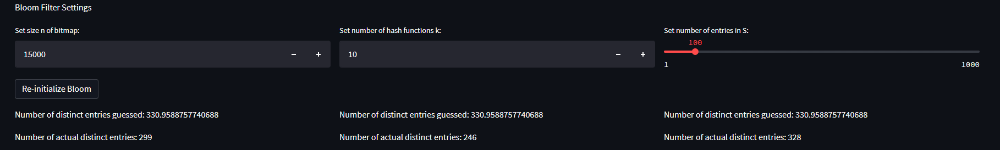 Bloom Filter Settings
Set size n of bitmap: Set number of hash functions k: Set number of entries in S:
100
15000 − + 10 − +
1 1000
Re-initialize Bloom
Number of distinct entries guessed: 330.9588757740688 Number of distinct entries guessed: 330.9588757740688 Number of distinct entries guessed: 330.9588757740688
Number of actual distinct entries: 299 Number of actual distinct entries: 246 Number of actual distinct entries: 328